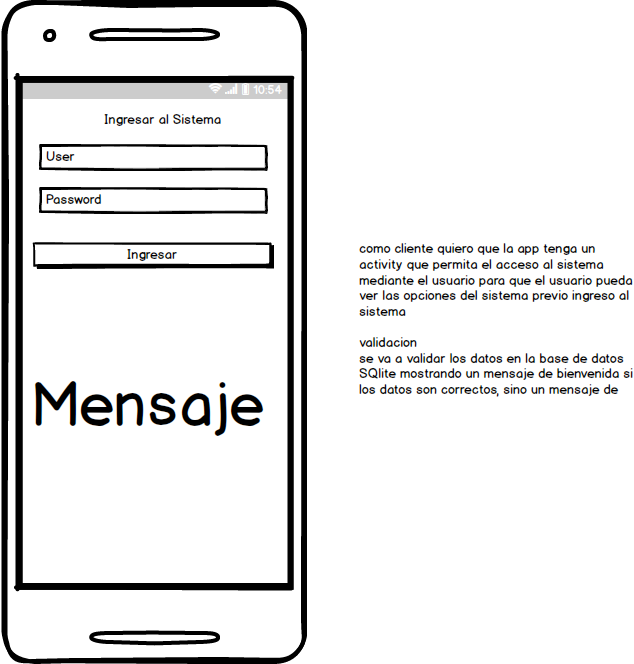 10:54
Ingresar al Sistema
User
Password
Ingresar
Mensaje
como cliente quiero que la app tenga un
activity que permita el acceso al sistema
mediante el usuario para que el usuario pueda
ver las opciones del sistema previo ingreso al
sistema
validacion
se va a validar los datos en la base de datos
SQlite mostrando un mensaje de bienvenida si
los datos son correctos, sino un mensaje de